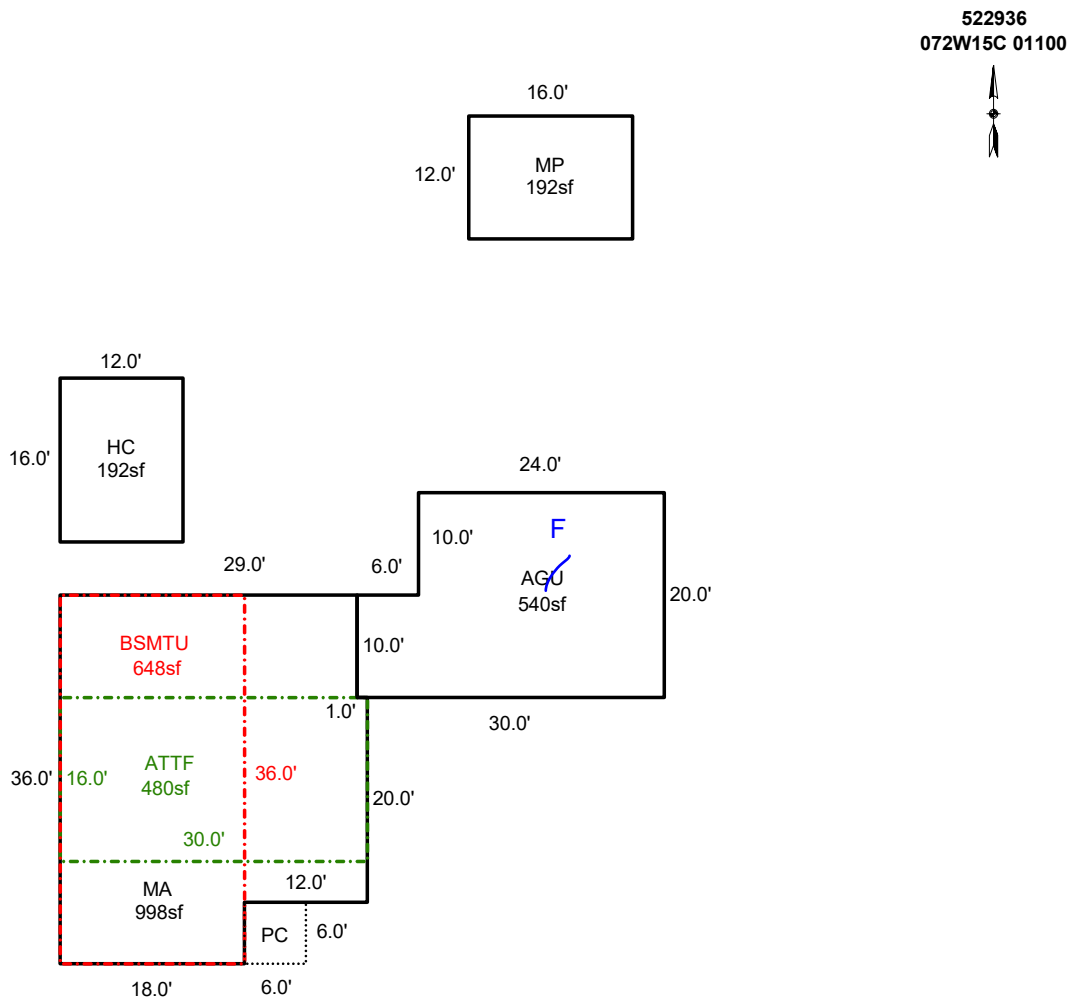 522936
072W15C 01100
16.0'
12.0'
MP
192sf
12.0'
16.0'
HC
192sf
24.0'
10.0'
F
AGU
540sf
20.0'
29.0'
6.0'
10.0'
30.0'
1.0'
BSMTU
648sf
36.0'
16.0'
ATTF
480sf
36.0'
20.0'
30.0'
MA
998sf
12.0'
PC
6.0'
18.0'
6.0'